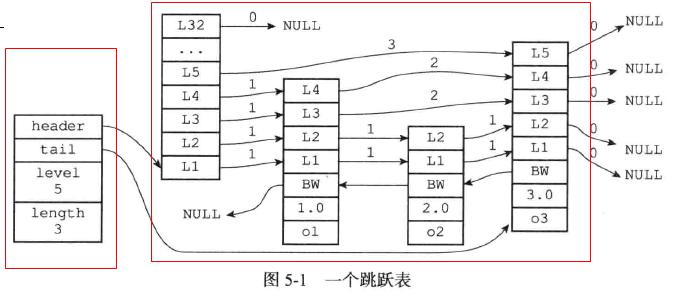 L32
0
NULL
...
L5
3
L5
0
NULL
L4
1
L4
2
L4
0
NULL
L3
1
L3
2
L3
0
NULL
header
tail
level
5
length
3
L2
1
L2
1
L2
1
L2
0
NULL
L1
1
L1
1
L1
1
L1
0
NULL
BW
BW
BW
NULL
1.0
2.0
3.0
o1
o2
o3
图 5-1 一个跳跃表